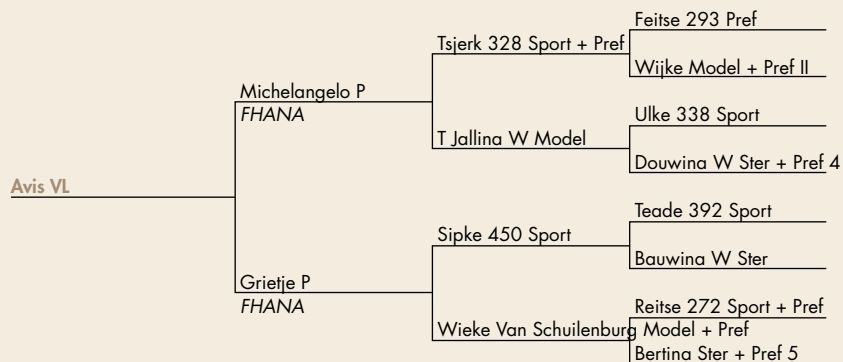 Feitse 293 Pref
Tsjerk 328 Sport + Pref
Wijke Model + Pref II
Michelangelo P
FHANA
Ulke 338 Sport
T Jallina W Model
Douwina W Ster + Pref 4
Avis VL
Teade 392 Sport
Sipke 450 Sport
Bauwina W Ster
Grietje P
FHANA
Reitse 272 Sport + Pref
Wieke Van Schuilenburg Model + Pref
Bertina Ster + Pref 5